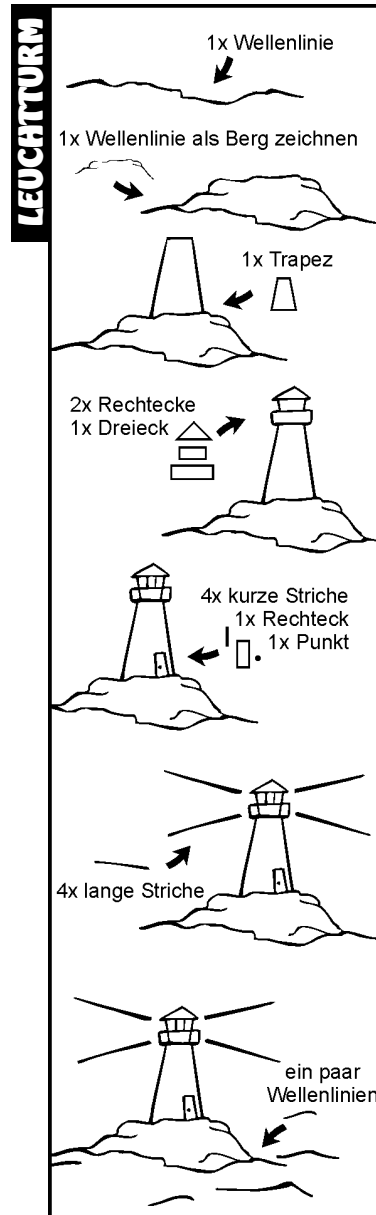 LEUCHTTURM
1x Wellenlinie
1x Wellenlinie als Berg zeichnen
1x Trapez
2x Rechtecke
1x Dreieck
4x kurze Striche
1x Rechteck
1x Punkt
4x lange Striche
ein paar
Wellenlinien